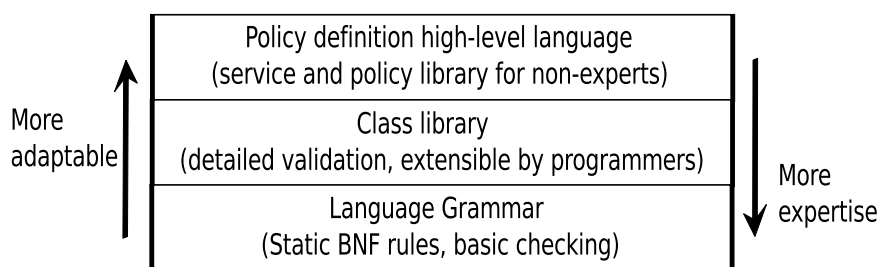 Policy definition high-level language
(service and policy library for non-experts)
More
adaptable
Class library
(detailed validation, extensible by programmers)
More
expertise
Language Grammar
(Static BNF rules, basic checking)